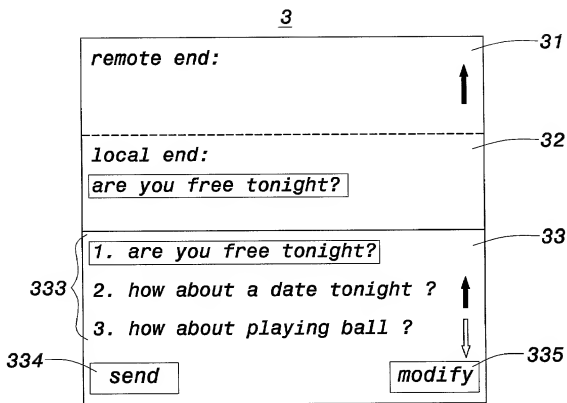 3
remote end:
31
local end:
32
are you free tonight?
1. are you free tonight?
33
2. how about a date tonight ?
333
3. how about playing ball ?
334
send
modify
335